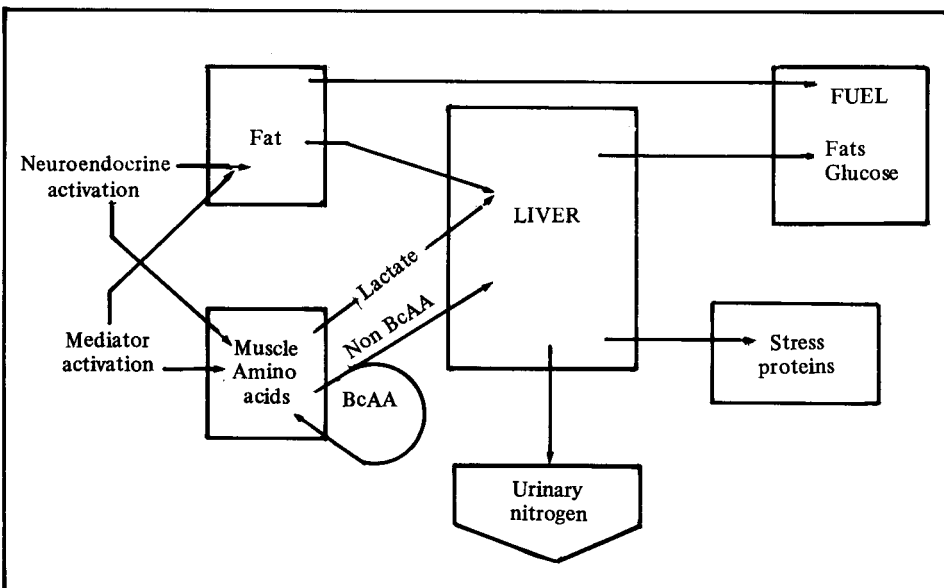 Fat
FUEL
Fats
Glucose
Neuroendocrine
activation
LIVER
Lactate
Non BcAA
Mediator
activation
Muscle
Amino
acids
BcAA
Stress
proteins
Urinary
nitrogen